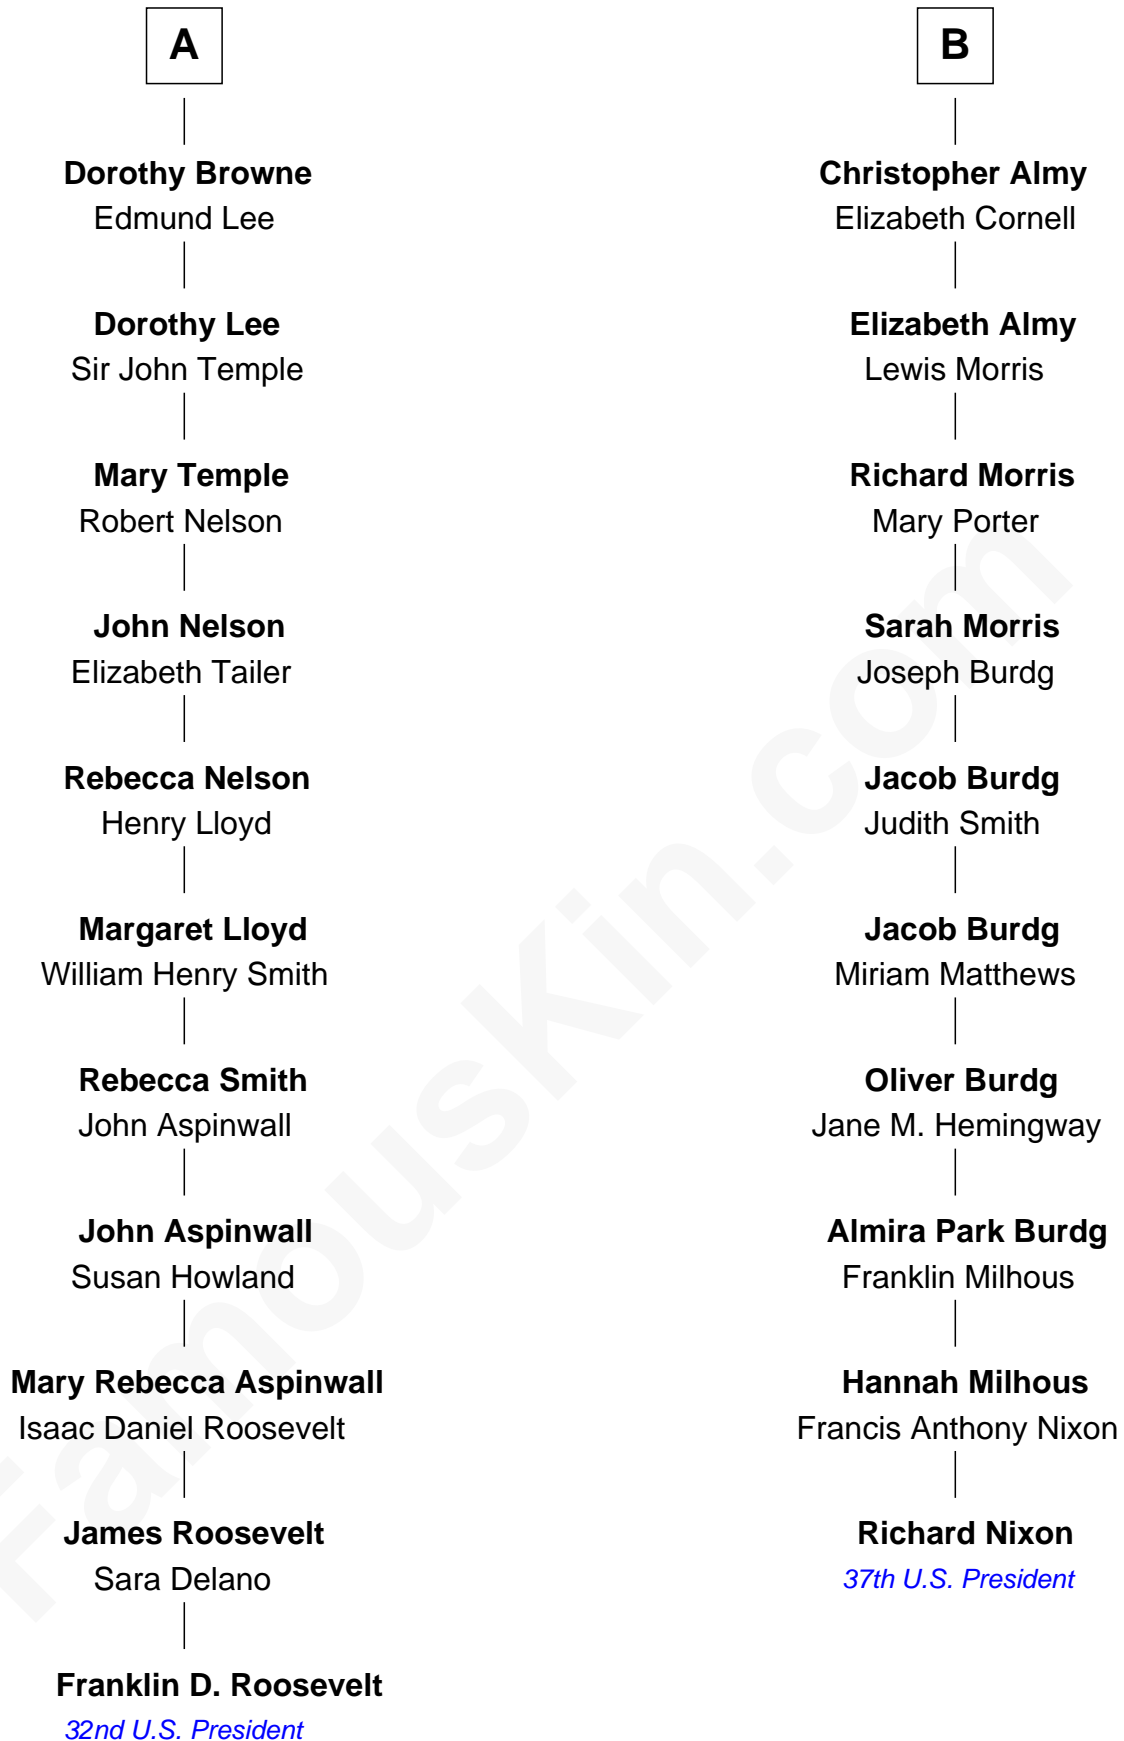 A
Dorothy Browne
Edmund Lee
Dorothy Lee
Sir John Temple
Mary Temple
Robert Nelson
John Nelson
Elizabeth Tailer
Rebecca Nelson
Henry Lloyd
Margaret Lloyd
William Henry Smith
Rebecca Smith
John Aspinwall
John Aspinwall
Susan Howland
Mary Rebecca Aspinwall
Isaac Daniel Roosevelt
James Roosevelt
Sara Delano
Franklin D. Roosevelt
32nd U.S. President
B
Christopher Almy
Elizabeth Cornell
Elizabeth Almy
Lewis Morris
Richard Morris
Mary Porter
Sarah Morris
Joseph Burdg
Jacob Burdg
Judith Smith
Jacob Burdg
Miriam Matthews
Oliver Burdg
Jane M. Hemingway
Almira Park Burdg
Franklin Milhous
Hannah Milhous
Francis Anthony Nixon
Richard Nixon
37th U.S. President
FamousKin.com